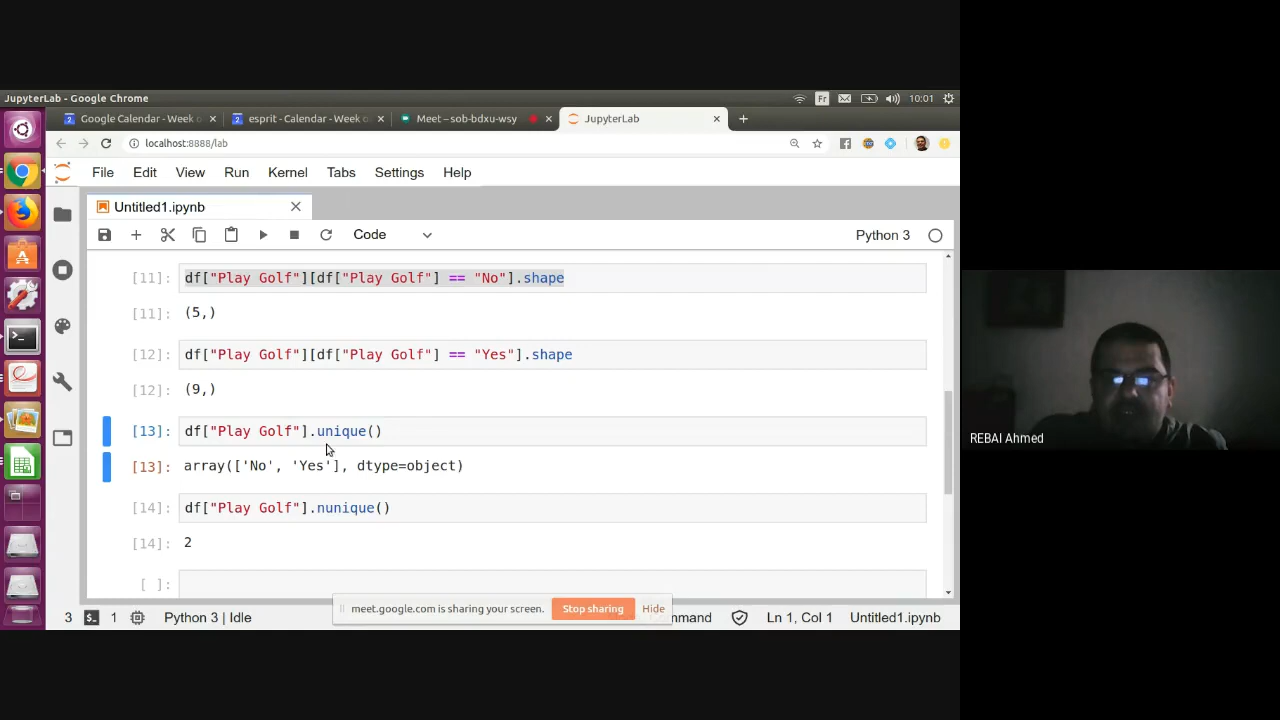 JupyterLab - Google Chrome
Fr
10:01
Google Calendar - Week o
esprit - Calendar - Week o
Meet – sob-bdxu-wsy
JupyterLab
localhost:8888/lab
File Edit View Run Kernel Tabs Settings Help
Untitled1.ipynb
Code
Python 3
[11]: df["Play Golf"][df["Play Golf"] == "No"].shape
[11]: (5,)
[12]: df["Play Golf"][df["Play Golf"] == "Yes"].shape
[12]: (9,)
[13]: df["Play Golf"].unique()
[13]: array(['No', 'Yes'], dtype=object)
[14]: df["Play Golf"].nunique()
[14]: 2
[ ]:
REBAI Ahmed
meet.google.com is sharing your screen. Stop sharing Hide
3 1 Python 3 | Idle mmand Ln 1, Col 1 Untitled1.ipynb